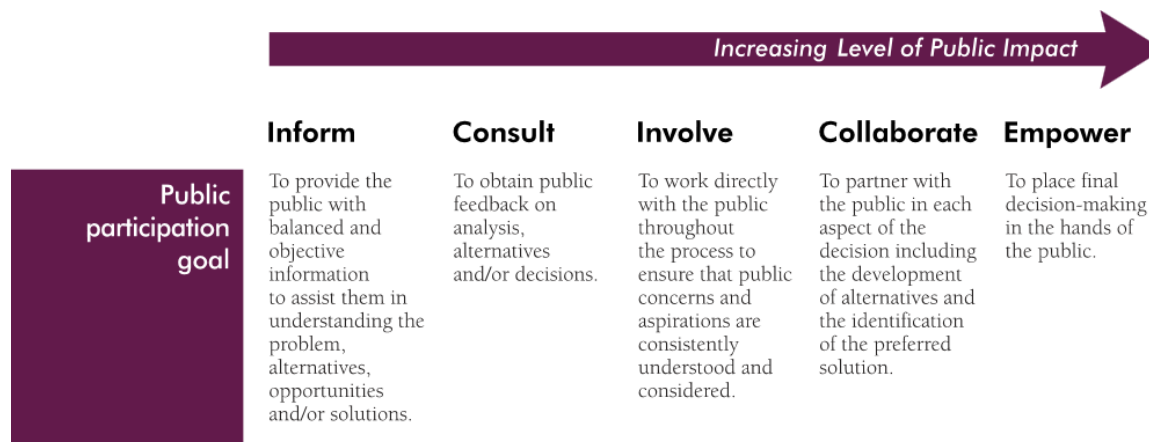 Increasing Level of Public Impact
Inform
Consult
Involve
Collaborate
Empower
Public
participation
goal
To provide the
public with
balanced and
objective
information
to assist them in
understanding the
problem,
alternatives,
opportunities
and/or solutions.
To obtain public
feedback on
analysis,
alternatives
and/or decisions.
To work directly
with the public
throughout
the process to
ensure that public
concerns and
aspirations are
consistently
understood and
considered.
To partner with
the public in each
aspect of the
decision including
the development
of alternatives and
the identification
of the preferred
solution.
To place final
decision-making
in the hands of
the public.